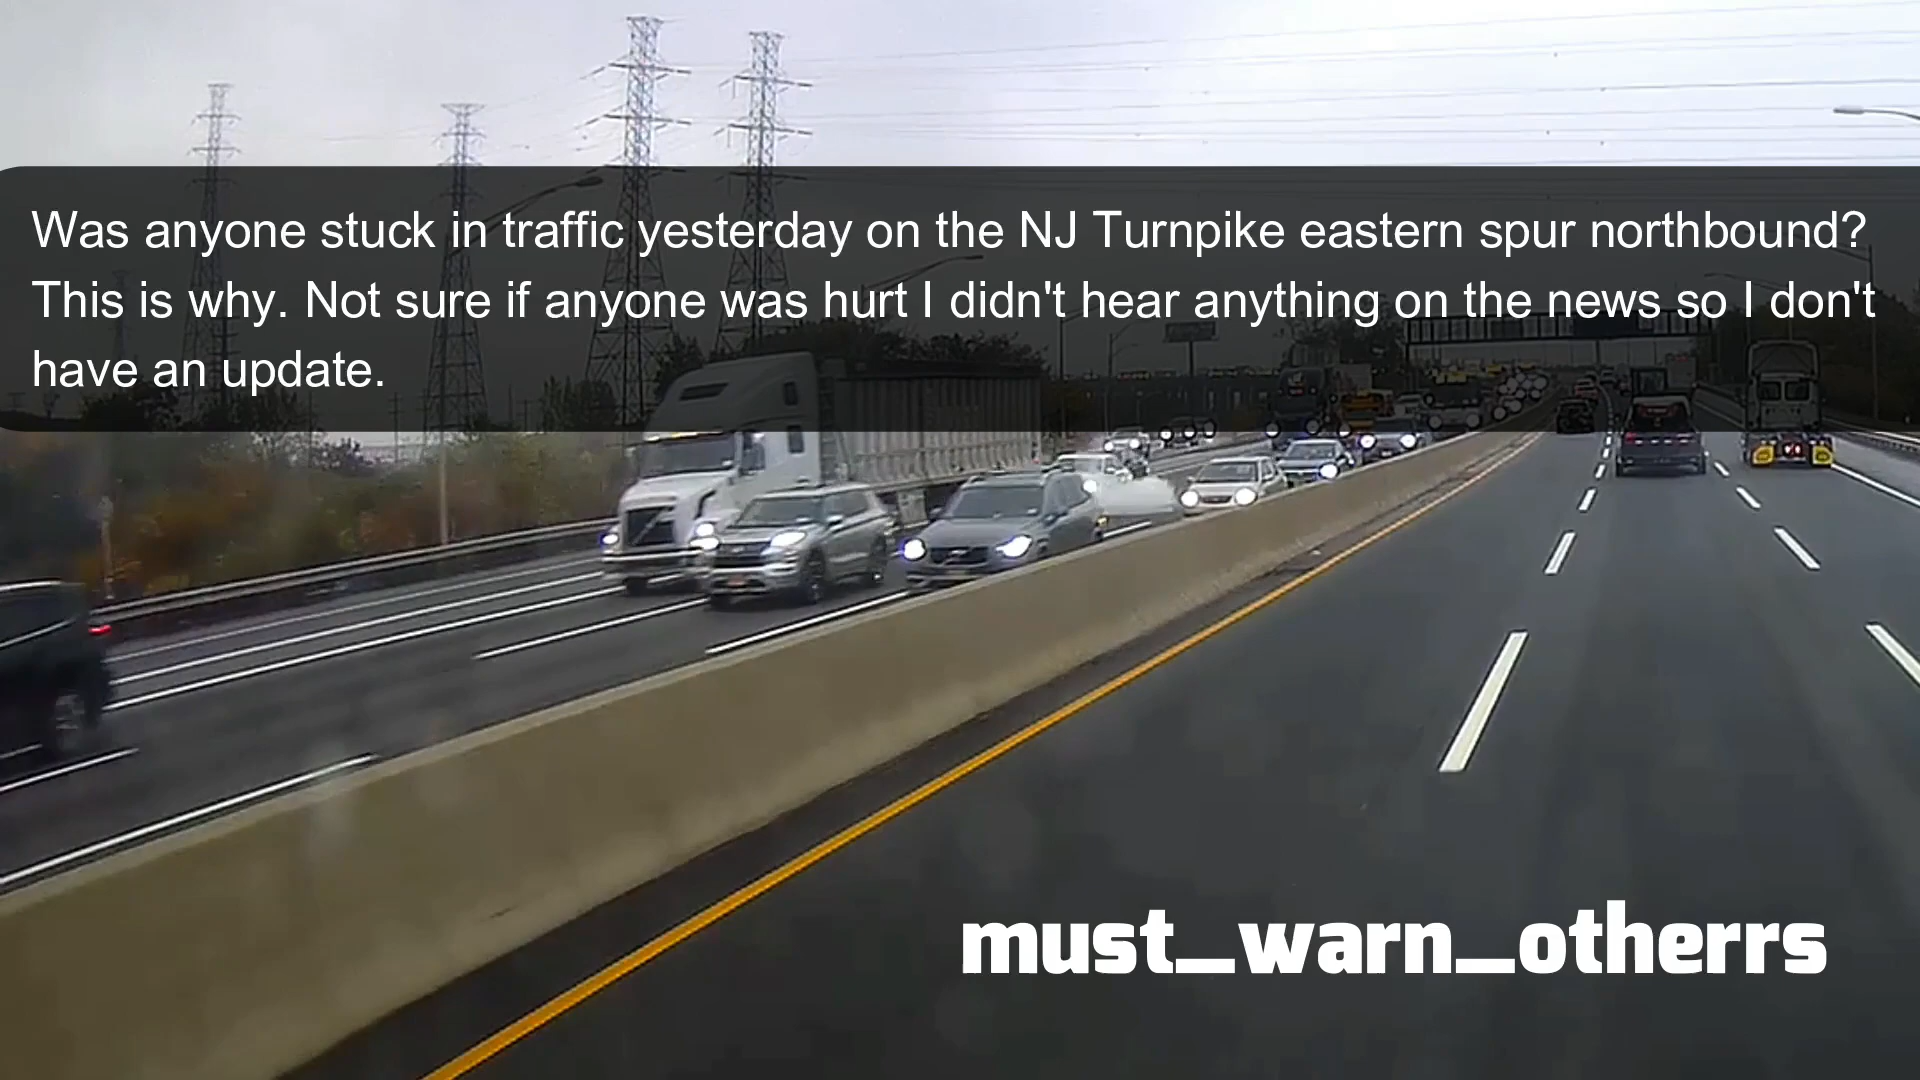 Was anyone stuck in traffic yesterday on the NJ Turnpike eastern spur northbound?
This is why. Not sure if anyone was hurt I didn't hear anything on the news so I don't
have an update.
must_warn_otherrs